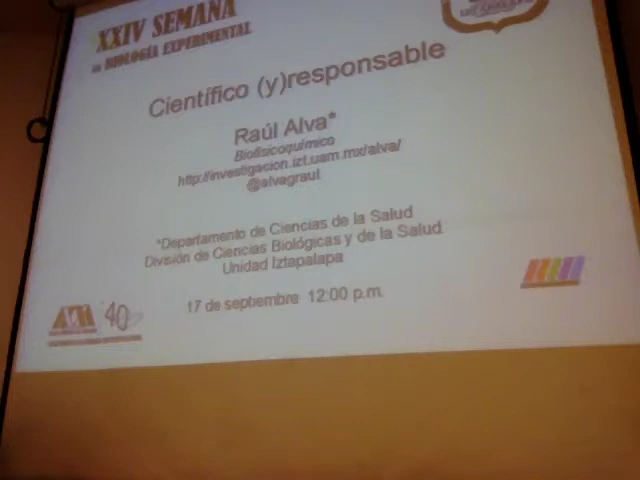 XXIV SEMANA
de BIOLOGÍA EXPERIMENTAL
Científico (y)responsable
Raúl Alva*
Biofisicoquímico
http://investigacion.izt.uam.mx/alva/
@alvagraul
*Departamento de Ciencias de la Salud
División de Ciencias Biológicas y de la Salud
Unidad Iztapalapa
17 de septiembre 12:00 p.m.
40